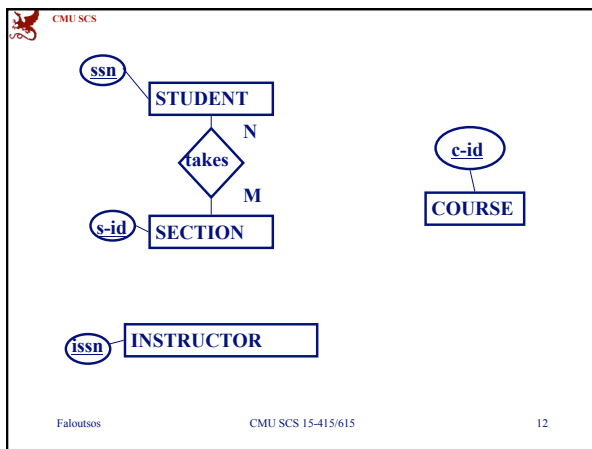 CMU SCS
ssn
STUDENT
N
takes
c-id
M
COURSE
s-id
SECTION
issn
INSTRUCTOR
Faloutsos CMU SCS 15-415/615 12